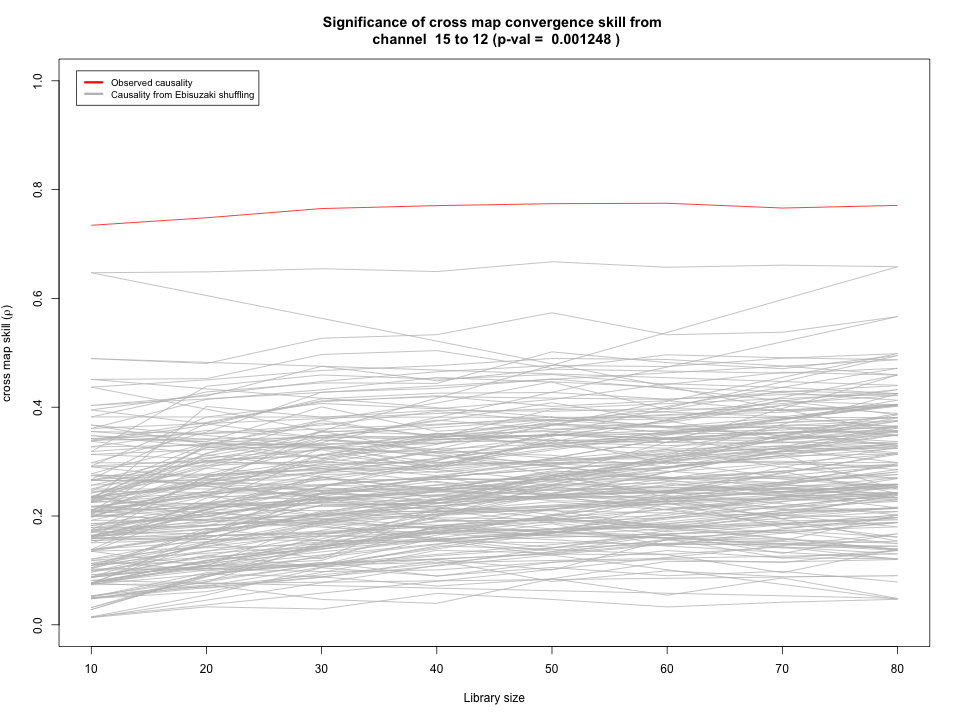 Significance of cross map convergence skill from
channel  15 to 12 (p-val =  0.001248 )
Observed causality
Causality from Ebisuzaki shuffling
cross map skill (ρ)
1.0
0.8
0.6
0.4
0.2
0.0
10 20 30 40 50 60 70 80
Library size